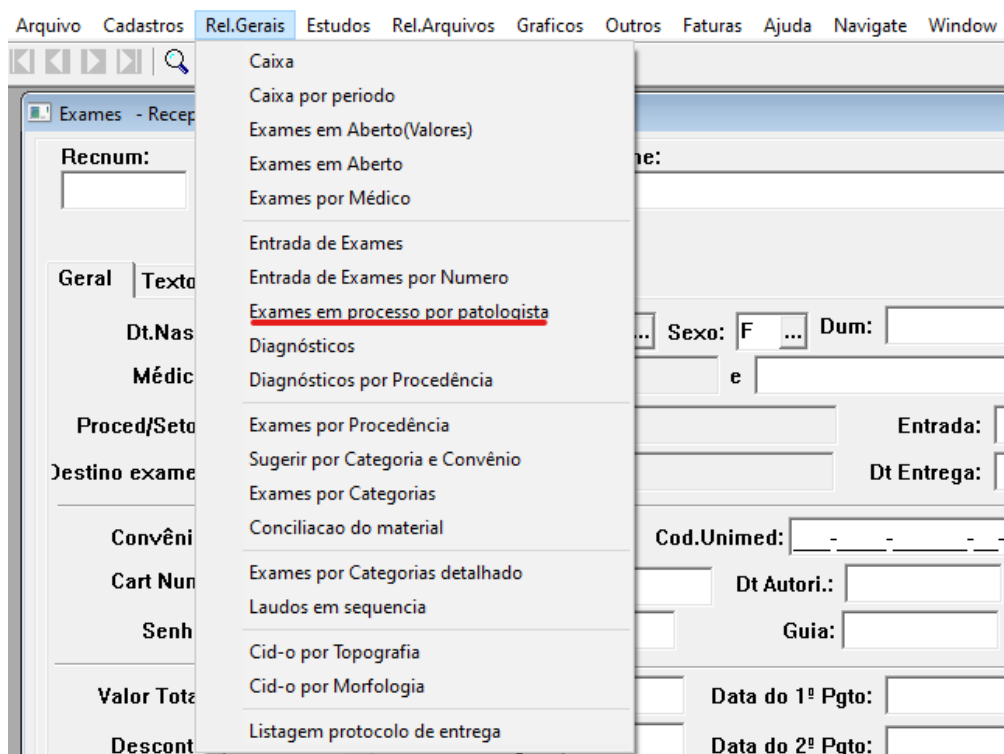 Arquivo Cadastros Rel.Gerais Estudos Rel.Arquivos Graficos Outros Faturas Ajuda Navigate Window
Caixa
Caixa por periodo
Exames - Recep
Exames em Aberto(Valores)
Recnum:
Exames em Aberto
ne:
Exames por Médico
Entrada de Exames
Geral Texto
Entrada de Exames por Numero
Exames em processo por patologista
Dt.Nas
... Sexo: F ... Dum:
Diagnósticos
Médic
Diagnósticos por Procedência
e
Proced/Seto
Exames por Procedência
Entrada:
Sugerir por Categoria e Convênio
Destino exame
Dt Entrega:
Exames por Categorias
Conciliacao do material
Convêni
Cod.Unimed: - - - -
Exames por Categorias detalhado
Cart Num
Dt Autori.:
Laudos em sequencia
Senh
Guia:
Cid-o por Topografia
Cid-o por Morfologia
Valor Tota
Data do 1º Pgto:
Listagem protocolo de entrega
Descont
Data do 2º Pgto: